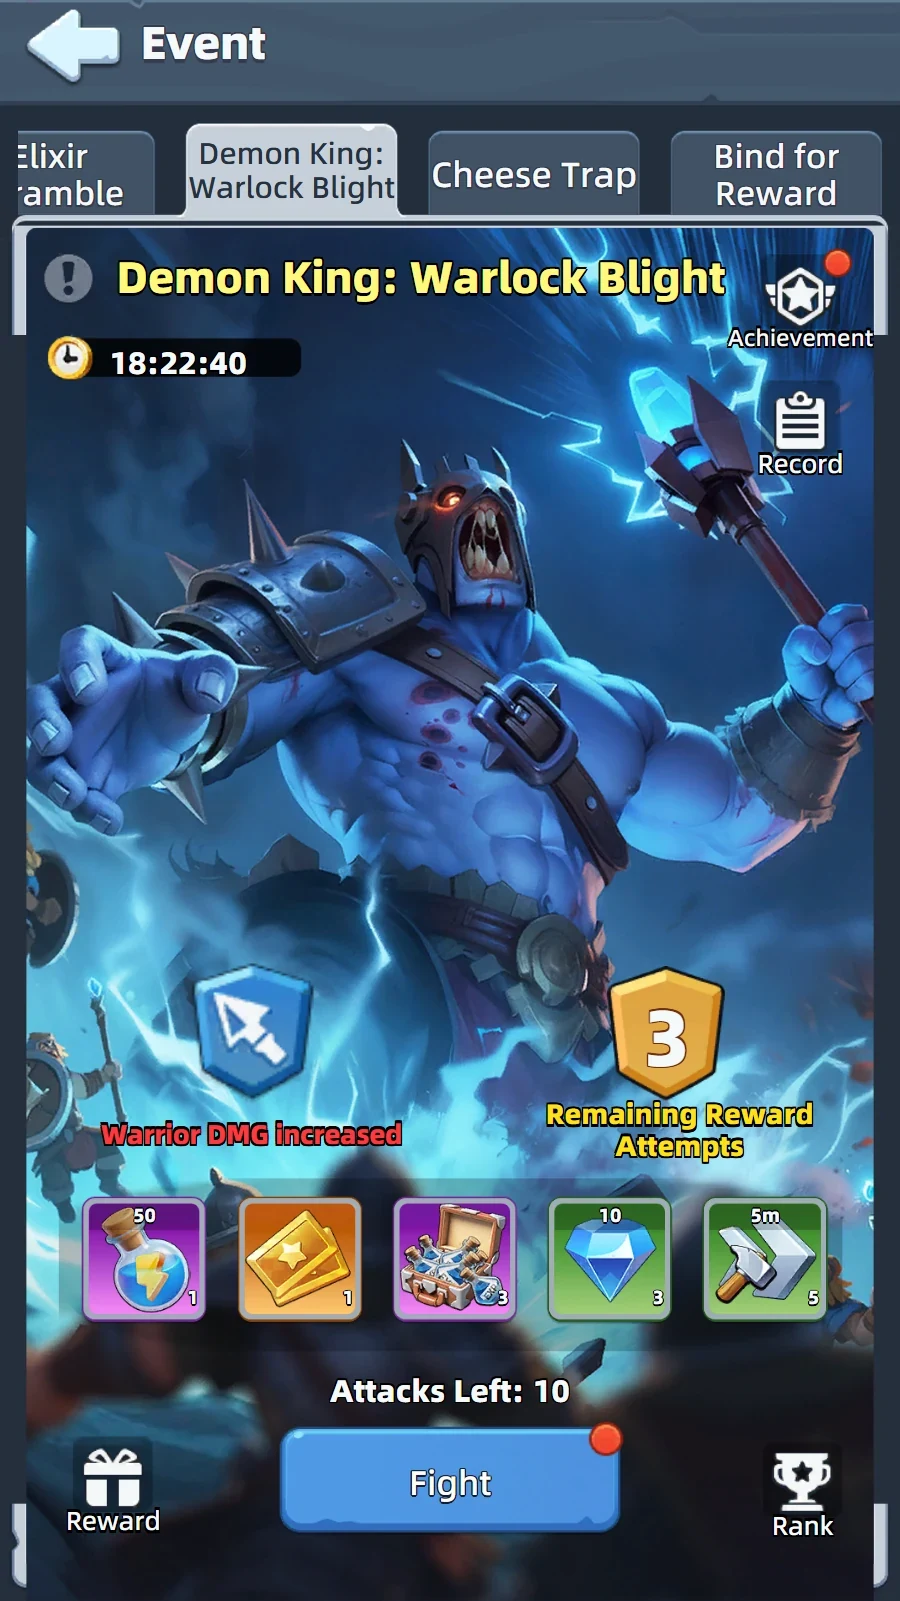 Event
Elixir
ramble
Demon King:
Warlock Blight
Cheese Trap
Bind for
Reward
Demon King: Warlock Blight
Achievement
18:22:40
Record
3
Warrior DMG increased
Remaining Reward
Attempts
50
1
1
3
10
3
5m
5
Attacks Left: 10
Fight
Reward
Rank